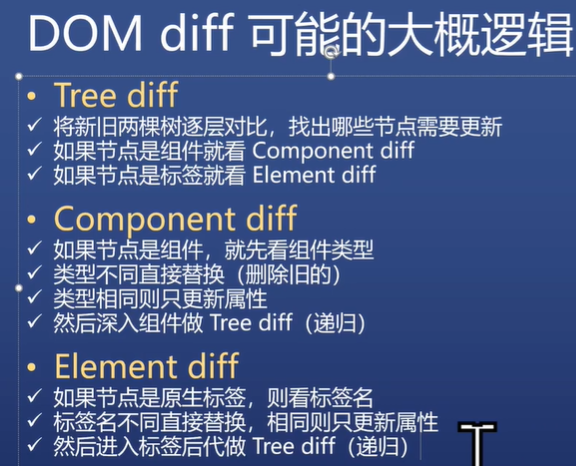 DOM diff 可能的大概逻辑
• Tree diff
✓ 将新旧两棵树逐层对比，找出哪些节点需要更新
✓ 如果节点是组件就看 Component diff
✓ 如果节点是标签就看 Element diff
• Component diff
✓ 如果节点是组件，就先看组件类型
✓ 类型不同直接替换（删除旧的）
✓ 类型相同则只更新属性
✓ 然后深入组件做 Tree diff（递归）
• Element diff
✓ 如果节点是原生标签，则看标签名
✓ 标签名不同直接替换，相同则只更新属性
✓ 然后进入标签后代做 Tree diff（递归）